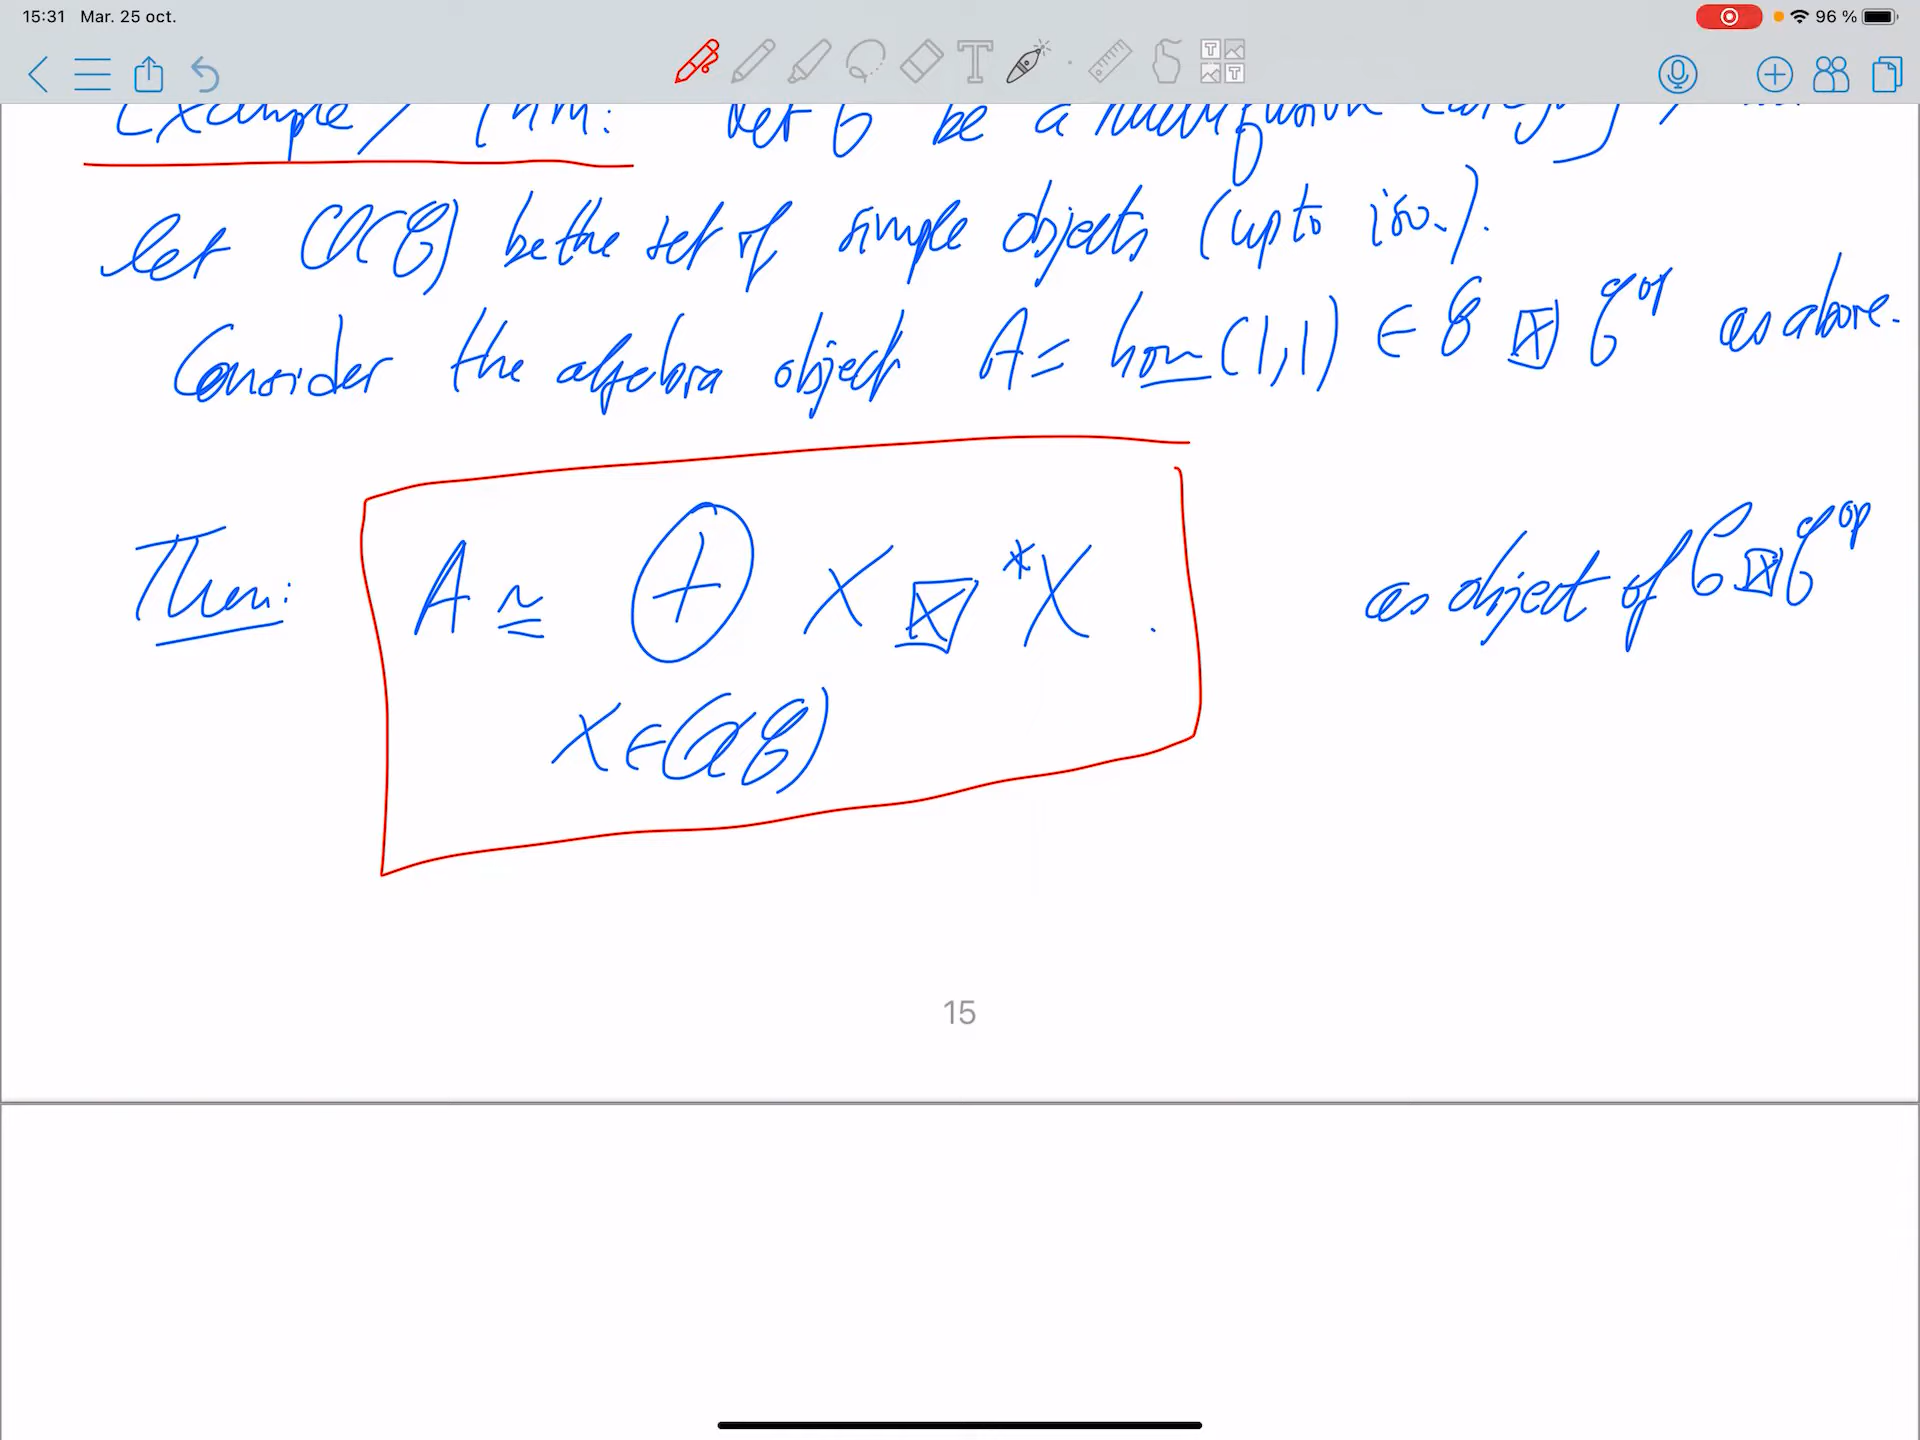 15:31 Mar. 25 oct. 96 %
Example/Thm: Let C be a multifusion category, 
let O(C) be the set of simple objects (up to iso.).
Consider the algebra object A = hom(1,1) ∈ C ⊠ C^op as above.
Then: A ≅ ⊕ X ⊠ *X . as object of C ⊠ C^op
X ∈ O(C)
15